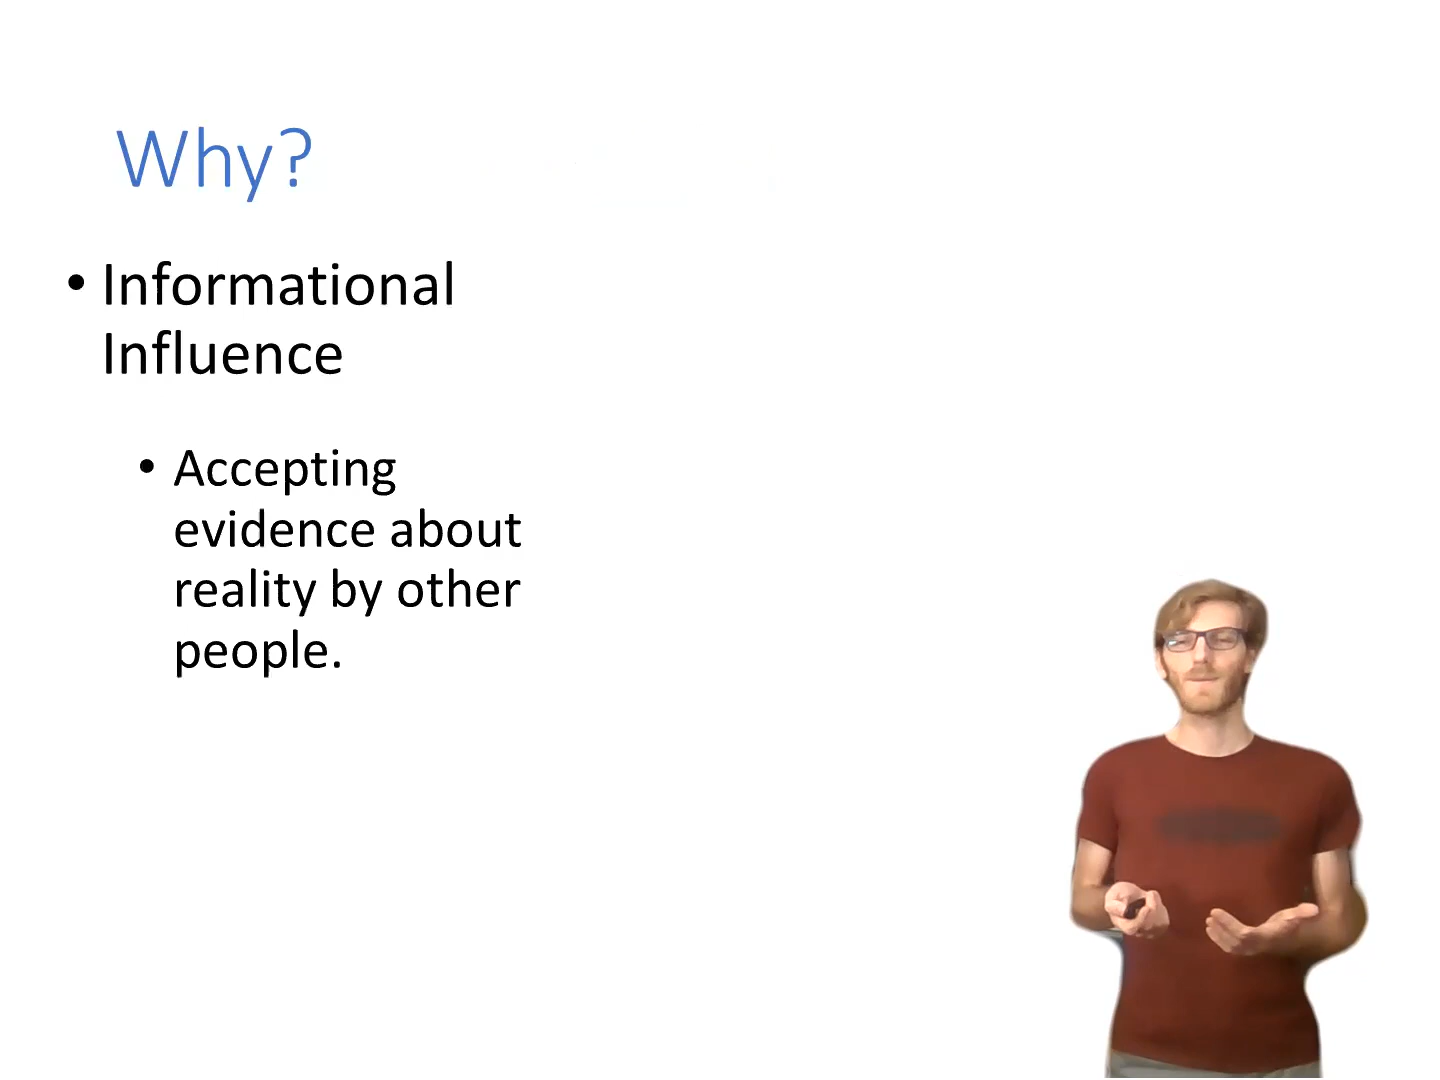 Why?
• Informational
Influence
• Accepting
evidence about
reality by other
people.